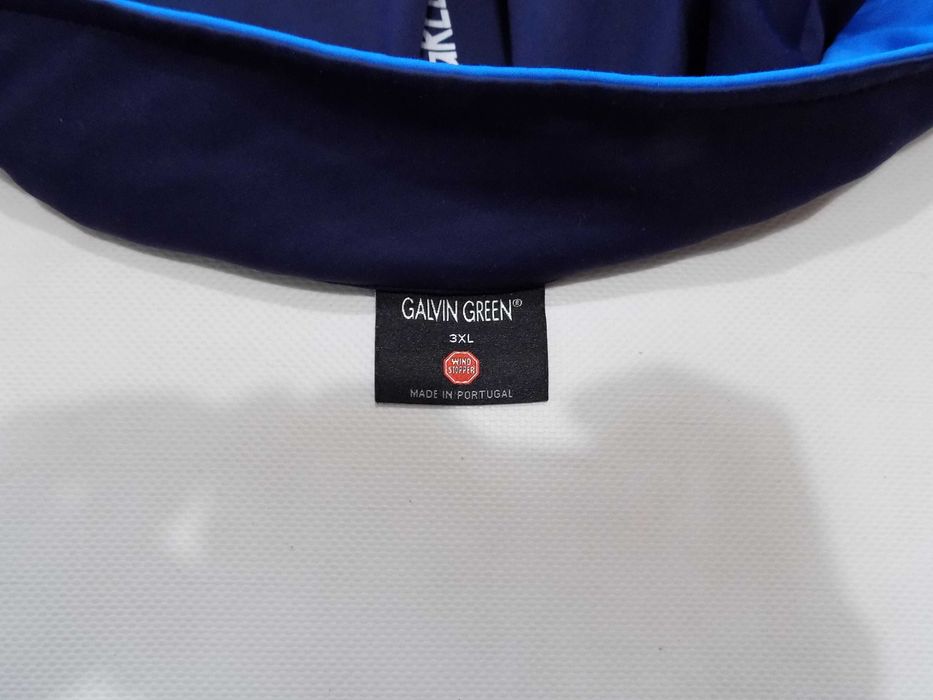 GALVIN GREEN®
3XL
WIND
STOPPER
MADE IN PORTUGAL